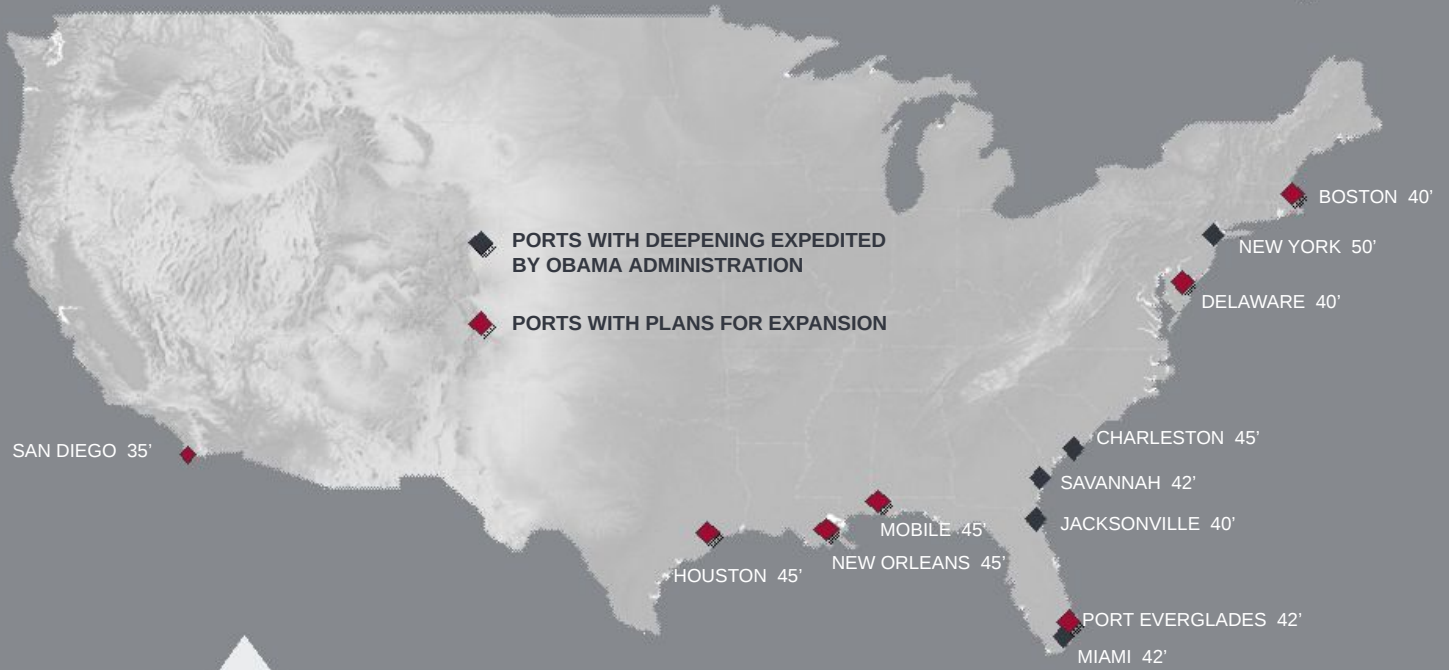 BOSTON 40’
NEW YORK 50’
PORTS WITH DEEPENING EXPEDITED
BY OBAMA ADMINISTRATION
DELAWARE 40’
PORTS WITH PLANS FOR EXPANSION
CHARLESTON 45’
SAN DIEGO 35’
SAVANNAH 42’
JACKSONVILLE 40’
MOBILE 45’
NEW ORLEANS 45’
HOUSTON 45’
PORT EVERGLADES 42’
MIAMI 42’